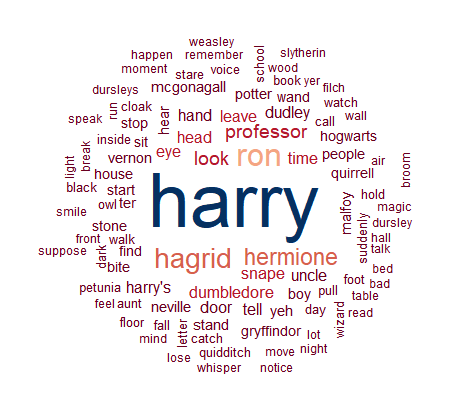 weasley
happen remember slytherin
moment stare voice school wood
dursleys mcgonagall book yer filch
run cloak hear hand leave potter wand watch
speak stop dudley call wall
inside sit head professor hogwarts
light break vernon eye look ron time people air
house quirrell broom
black start harry hold
owl ter malfoy magic
smile stone suddenly dursley
front walk hall
suppose dark find hagrid hermione talk
bite snape uncle foot bed
petunia harry's dumbledore boy pull bad
feel aunt neville door tell yeh day table
floor fall letter stand gryffindor lot wizard read
mind catch
lose quidditch move night
whisper notice